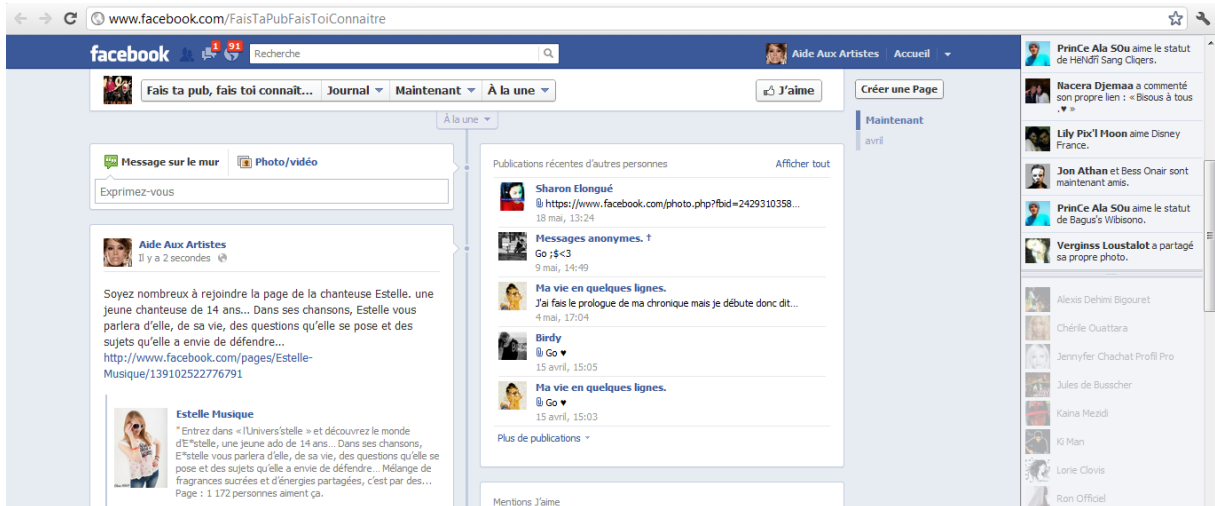 www.facebook.com/FaisTaPubFaisToiConnaitre
facebook
1
91
Recherche
Aide Aux Artistes
Accueil
Fais ta pub, fais toi connaît...
Journal
Maintenant
À la une
J'aime
Créer une Page
À la une
Maintenant
avril
Message sur le mur
Photo/vidéo
Exprimez-vous
Aide Aux Artistes
Il y a 2 secondes
Soyez nombreux à rejoindre la page de la chanteuse Estelle. une
jeune chanteuse de 14 ans... Dans ses chansons, Estelle vous
parlera d'elle, de sa vie, des questions qu'elle se pose et des
sujets qu'elle a envie de défendre...
http://www.facebook.com/pages/Estelle-
Musique/139102522776791
Estelle Musique
"Entrez dans « l'Univers'stelle » et découvrez le monde
d'E*stelle, une jeune ado de 14 ans... Dans ses chansons,
E*stelle vous parlera d'elle, de sa vie, des questions qu'elle se
pose et des sujets qu'elle a envie de défendre... Mélange de
fragrances sucrées et d'énergies partagées, c'est par des...
Page : 1 172 personnes aiment ça.
Publications récentes d'autres personnes
Afficher tout
Sharon Elongué
https://www.facebook.com/photo.php?fbid=2429310358...
18 mai, 13:24
Messages anonymes. †
Go ;$<3
9 mai, 14:49
Ma vie en quelques lignes.
J'ai fais le prologue de ma chronique mais je débute donc dit...
4 mai, 17:04
Birdy
Go ♥
15 avril, 15:05
Ma vie en quelques lignes.
Go ♥
15 avril, 15:03
Plus de publications
Mentions J'aime
PrinCe Ala SOu aime le statut
de HëNdři Sang Cliqers.
Nacera Djemaa a commenté
son propre lien : « Bisous à tous
.♥ »
Lily Pix'l Moon aime Disney
France.
Jon Athan et Bess Onair sont
maintenant amis.
PrinCe Ala SOu aime le statut
de Bagus's Wibisono.
Verginss Loustalot a partagé
sa propre photo.
Alexis Dehimi Bigouret
Chérile Ouattara
Jennyfer Chachat Profil Pro
Jules de Busscher
Kaina Mezidi
Ki Man
Lorie Clovis
Ron Officiel